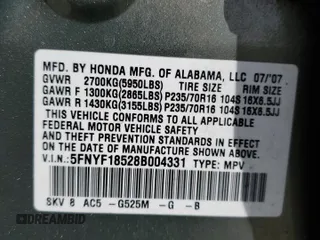 MFD. BY HONDA MFG. OF ALABAMA, LLC 07/'07
GVWR 2700KG(5950LBS) TIRE SIZE RIM SIZE
GAWR F 1300KG(2865LBS) P235/70R16 104S 16X6.5JJ
GAWR R 1430KG(3155LBS) P235/70R16 104S 16X6.5JJ
THIS VEHICLE CONFORMS TO ALL APPLICABLE
FEDERAL MOTOR VEHICLE SAFETY STANDARDS
IN EFFECT ON THE DATE OF MANUFACTURE
SHOWN ABOVE.
V.I.N: 5FNYF18528B004331 TYPE: MPV
SKV 8 AC5 -G525M -G -B
DREAMBID